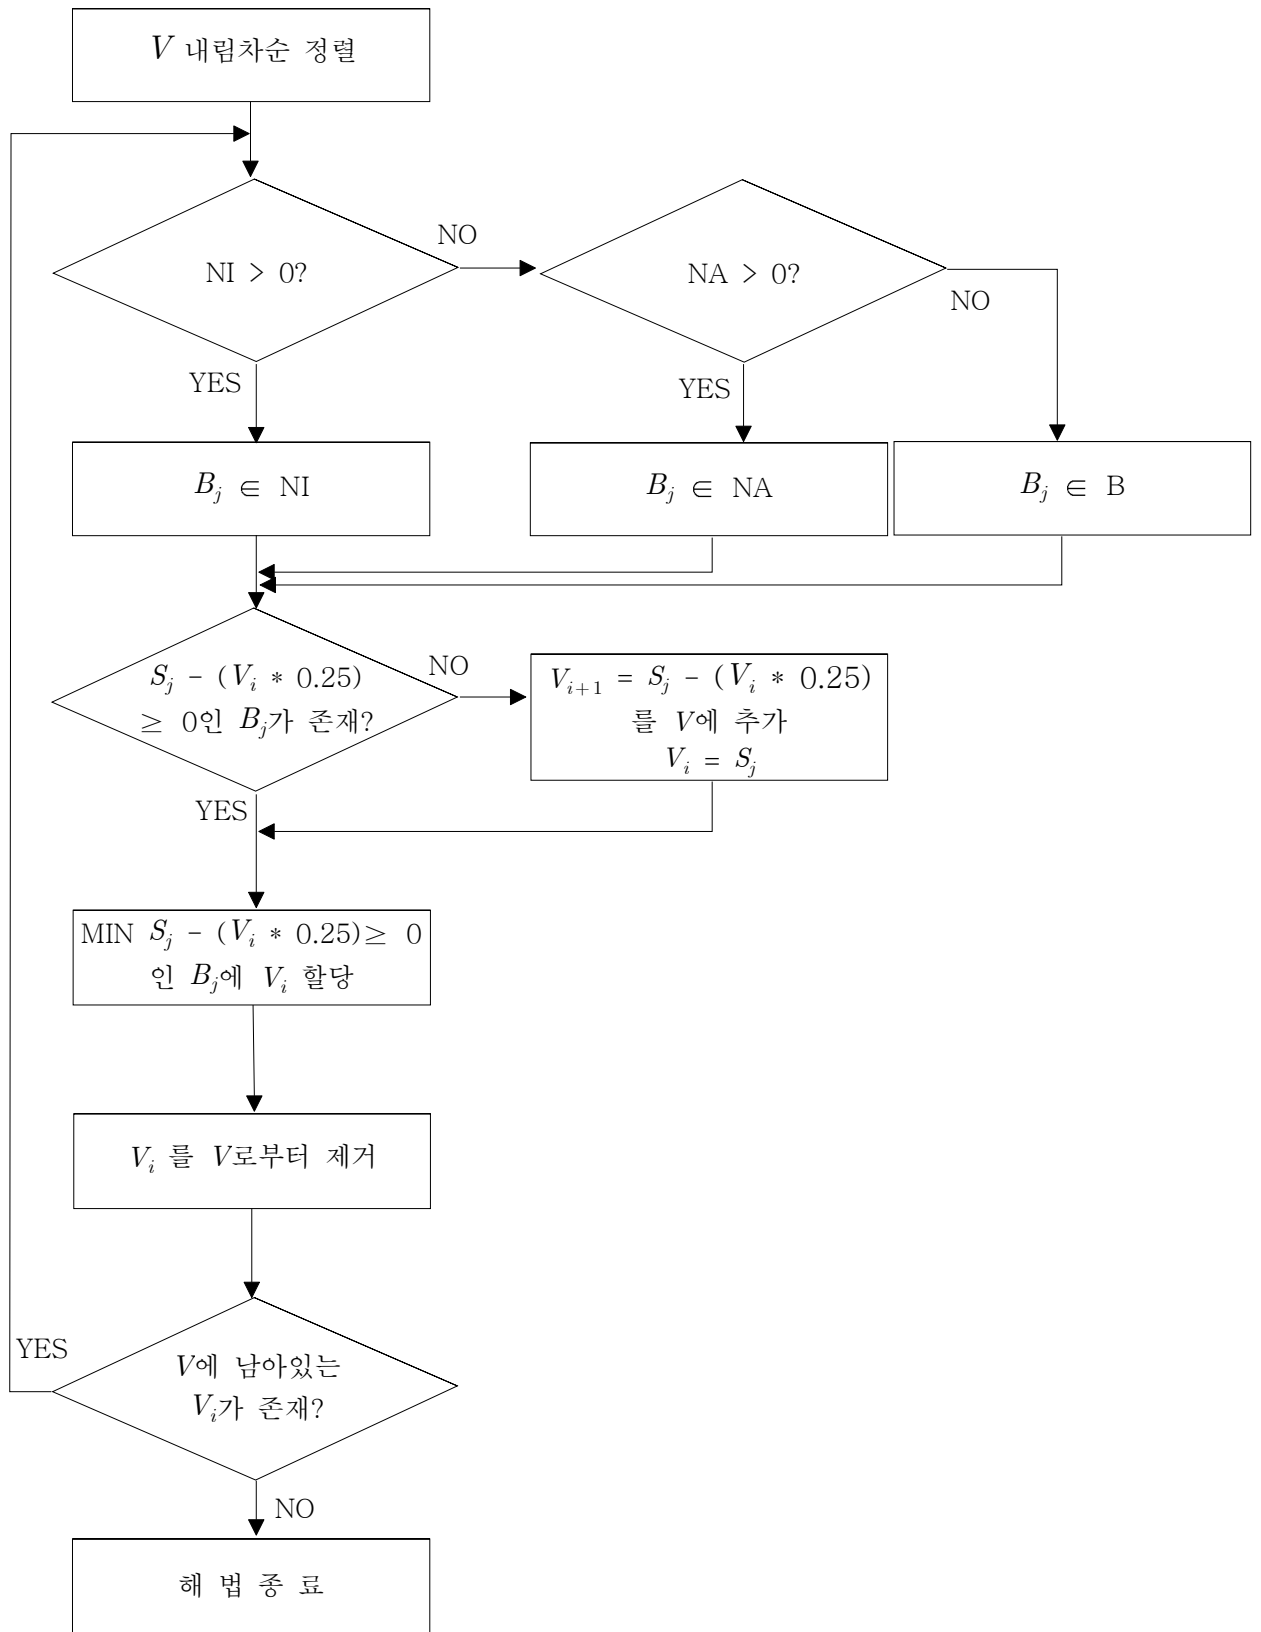 V 내림차순 정렬
NI > 0?
NO
NA > 0?
NO
YES
YES
B_j ∈ NI
B_j ∈ NA
B_j ∈ B
S_j - (V_i * 0.25)
≥ 0인 B_j가 존재?
NO
V_{i+1} = S_j - (V_i * 0.25)
를 V에 추가
V_i = S_j
YES
MIN S_j - (V_i * 0.25)≥ 0
인 B_j에 V_i 할당
V_i 를 V로부터 제거
YES
V에 남아있는
V_i가 존재?
NO
해 법 종 료